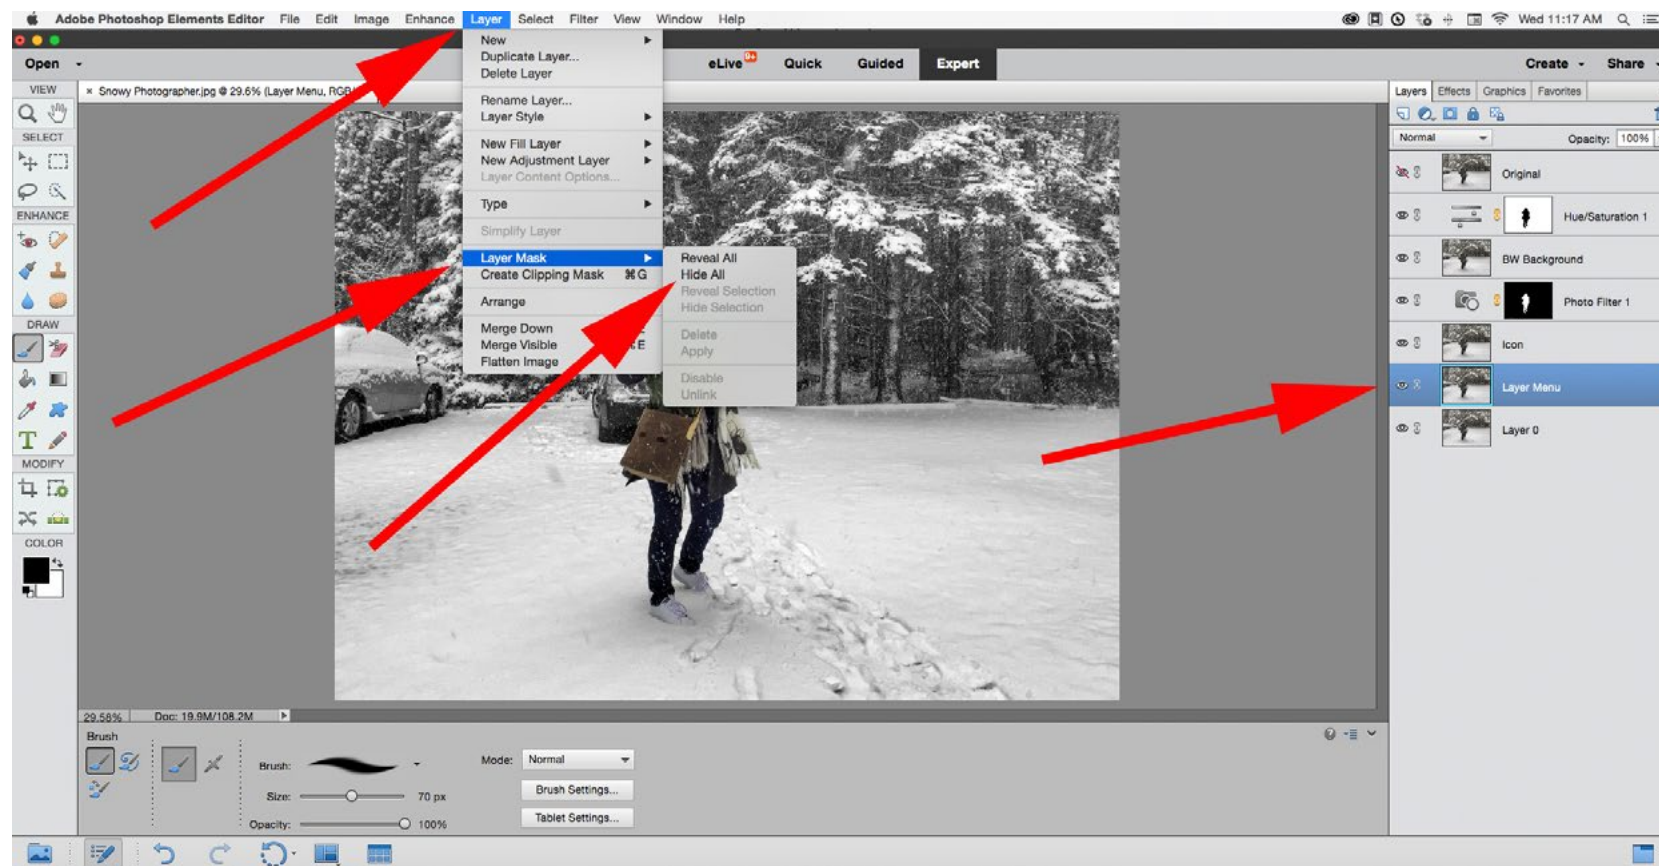 Adobe Photoshop Elements Editor File Edit Image Enhance Layer Select Filter View Window Help
Wed 11:17 AM
Open
eLive 9+ Quick Guided Expert
Create Share
× Snowy Photographer.jpg @ 29.6% (Layer Menu, RGB
VIEW
SELECT
ENHANCE
DRAW
MODIFY
COLOR
New
Duplicate Layer...
Delete Layer
Rename Layer...
Layer Style
New Fill Layer
New Adjustment Layer
Layer Content Options...
Type
Simplify Layer
Layer Mask
Create Clipping Mask ⌘G
Arrange
Merge Down
Merge Visible E
Flatten Image
Reveal All
Hide All
Reveal Selection
Hide Selection
Delete
Apply
Disable
Unlink
Layers Effects Graphics Favorites
Normal Opacity: 100%
Original
Hue/Saturation 1
BW Background
Photo Filter 1
Icon
Layer Menu
Layer 0
29.58% Doc: 19.9M/108.2M
Brush
Brush: Mode: Normal
Size: 70 px Brush Settings...
Opacity: 100% Tablet Settings...